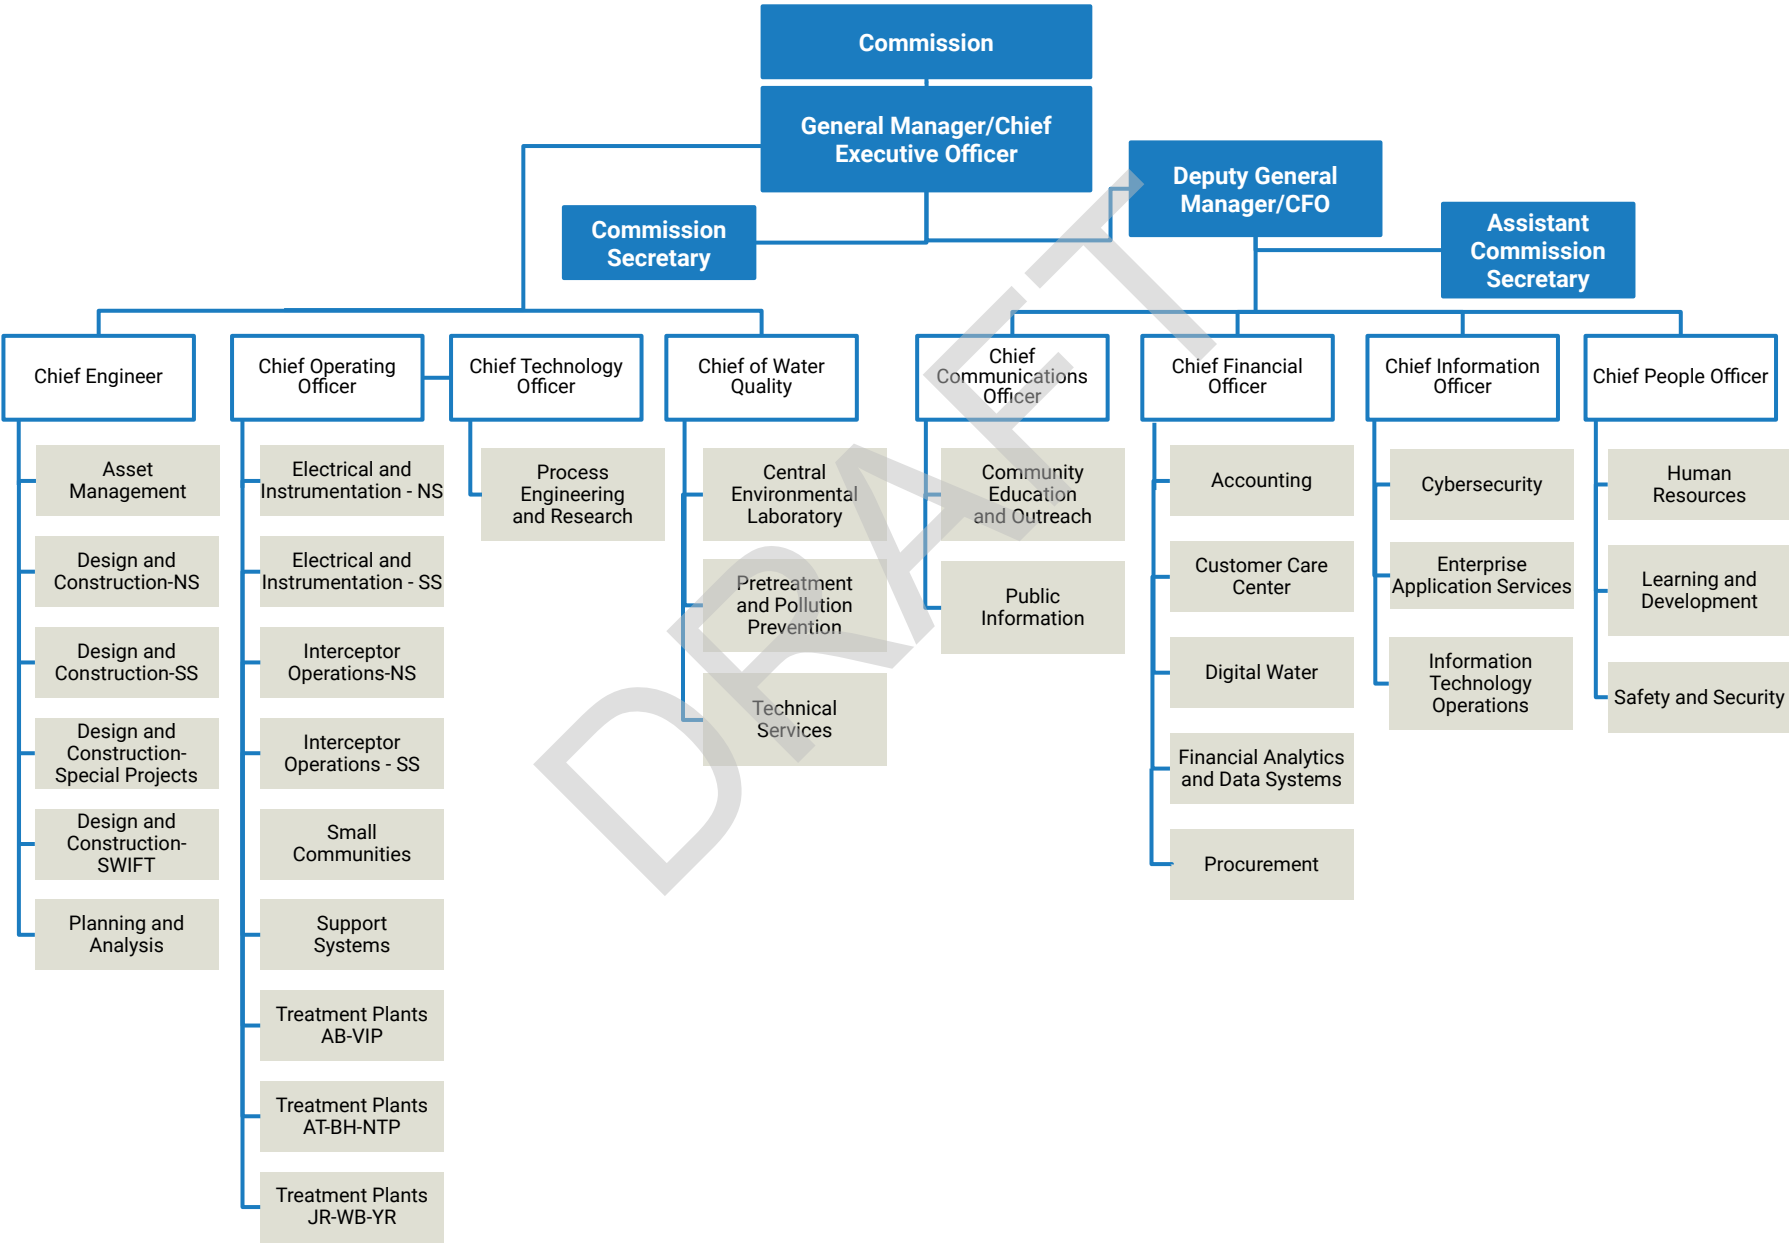 Commission
General Manager/Chief
Executive Officer
Deputy General
Manager/CFO
Commission
Secretary
Assistant
Commission
Secretary
Chief Engineer
Chief Operating
Officer
Chief Technology
Officer
Chief of Water
Quality
Chief
Communications
Officer
Chief Financial
Officer
Chief Information
Officer
Chief People Officer
Asset
Management
Design and
Construction-NS
Design and
Construction-SS
Design and
Construction-
Special Projects
Design and
Construction-
SWIFT
Planning and
Analysis
Electrical and
Instrumentation - NS
Electrical and
Instrumentation - SS
Interceptor
Operations-NS
Interceptor
Operations - SS
Small
Communities
Support
Systems
Treatment Plants
AB-VIP
Treatment Plants
AT-BH-NTP
Treatment Plants
JR-WB-YR
Process
Engineering
and Research
Central
Environmental
Laboratory
Pretreatment
and Pollution
Prevention
Technical
Services
Community
Education
and Outreach
Public
Information
Accounting
Customer Care
Center
Digital Water
Financial Analytics
and Data Systems
Procurement
Cybersecurity
Enterprise
Application Services
Information
Technology
Operations
Human
Resources
Learning and
Development
Safety and Security
DRAFT